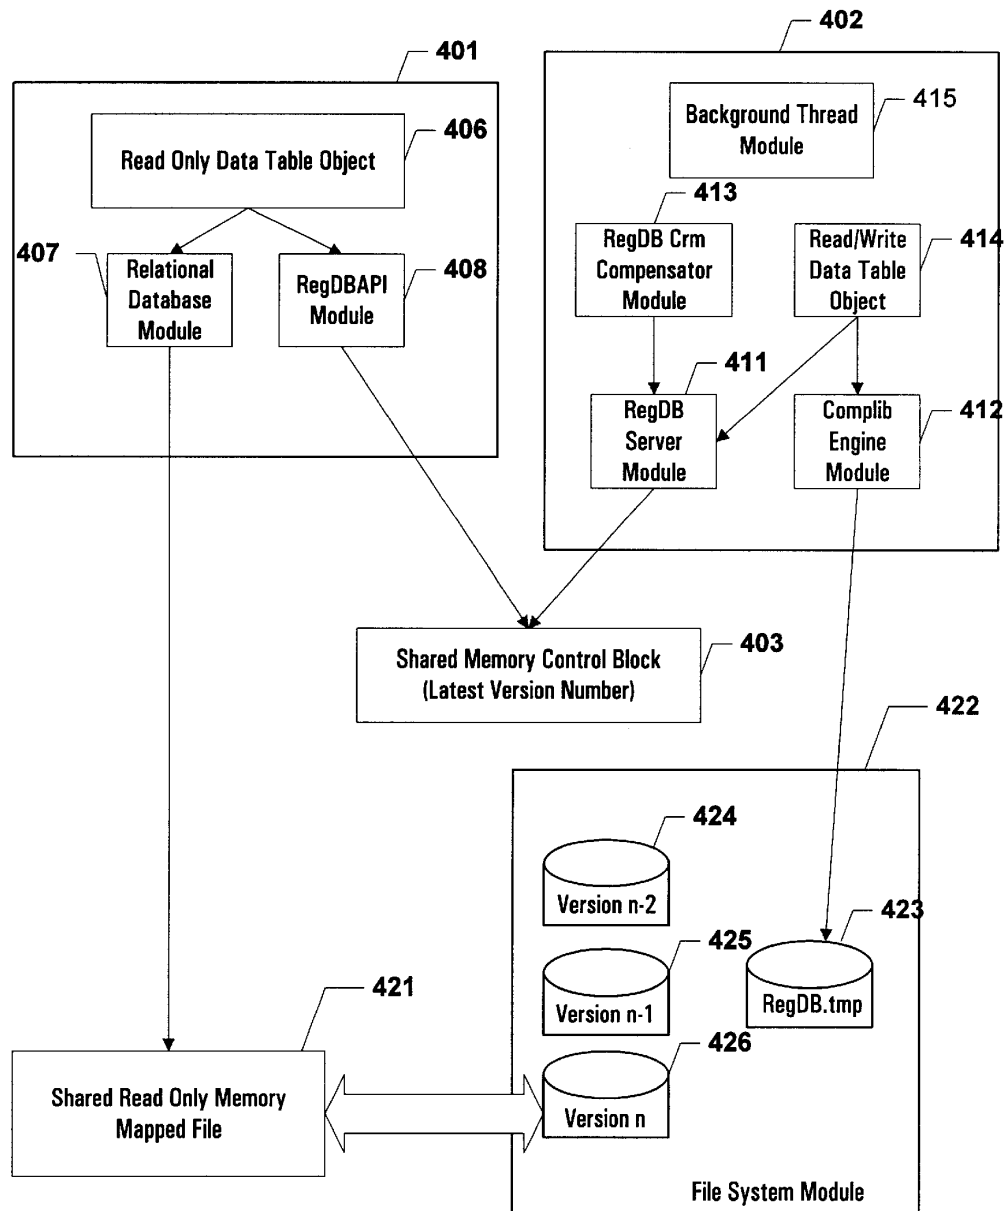 401
402
Read Only Data Table Object
406
Background Thread
Module
415
407
Relational
Database
Module
RegDBAPI
Module
408
413
RegDB Crm
Compensator
Module
Read/Write
Data Table
Object
414
411
RegDB
Server
Module
Complib
Engine
Module
412
Shared Memory Control Block
(Latest Version Number)
403
422
424
Version n-2
425
Version n-1
423
RegDB.tmp
421
Shared Read Only Memory
Mapped File
426
Version n
File System Module